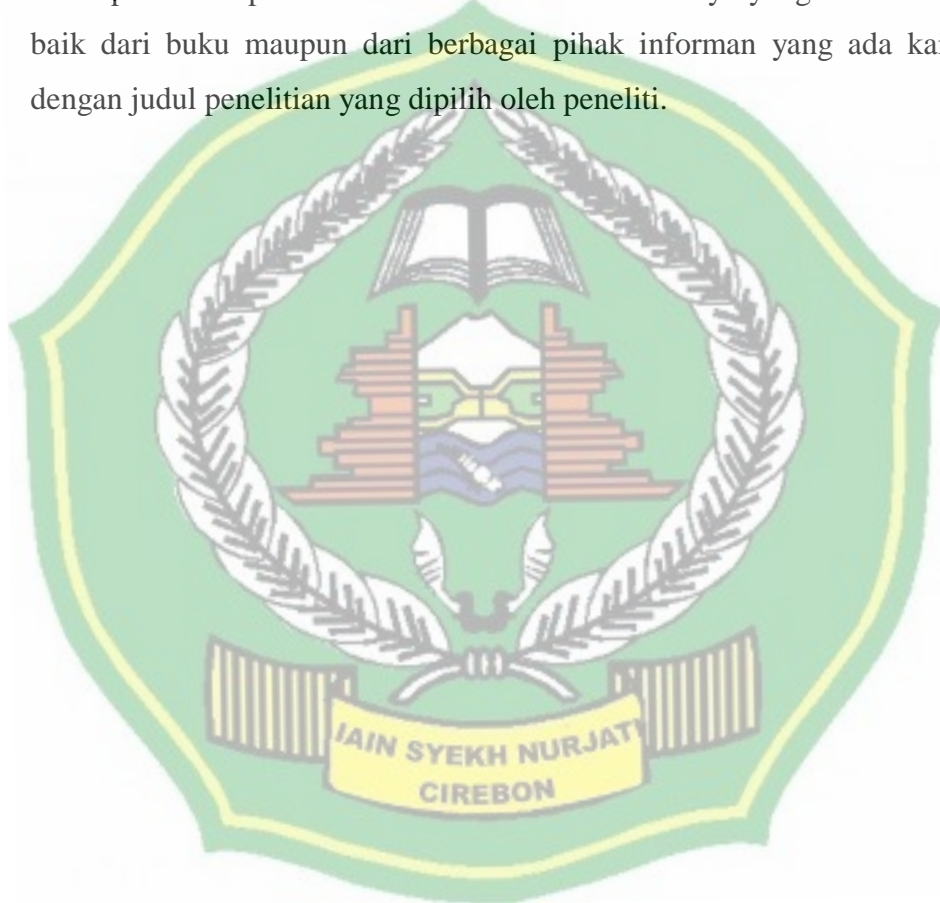 baik dari buku maupun dari berbagai pihak informan yang ada
dengan judul penelitian yang dipilih oleh peneliti.
IAIN SYEKH NURJATI
CIREBON